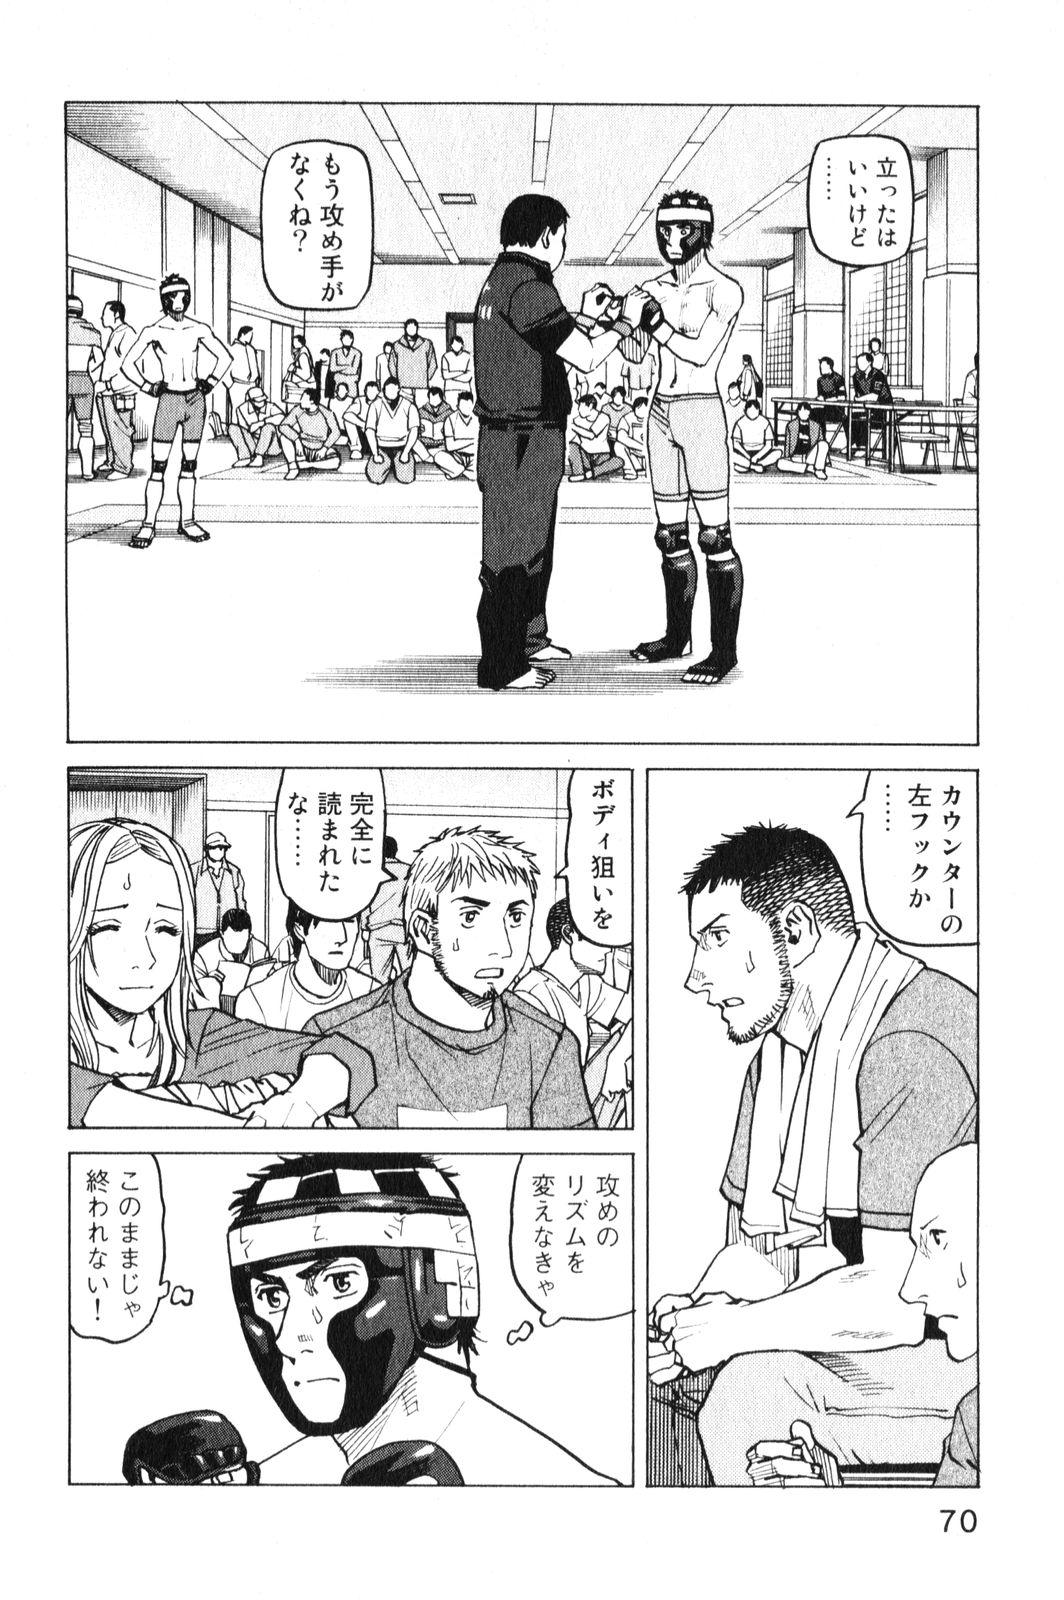 立ったは
いいけど
……
もう攻め手が
なくね？
カウンターの
左フックか
……
ボディ狙いを
完全に
読まれた
な……
攻めの
リズムを
変えなきゃ
このままじゃ
終われない！
70